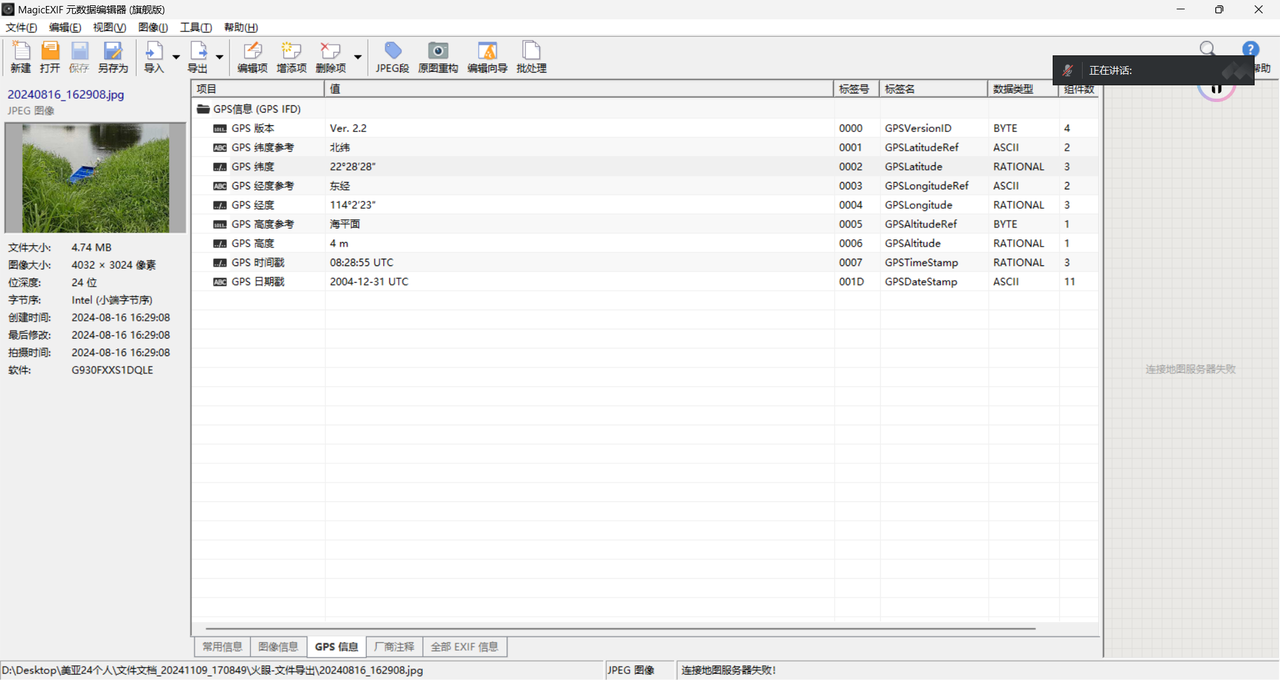 MagicEXIF 元数据编辑器 (旗舰版)
文件(F) 编辑(E) 视图(V) 图像(I) 工具(T) 帮助(H)
新建 打开 保存 另存为 导入 导出 编辑项 增添项 删除项 JPEG段 原图重构 编辑向导 批处理 帮助
正在讲话:
20240816_162908.jpg
JPEG 图像
文件大小: 4.74 MB
图像大小: 4032 × 3024 像素
位深度: 24 位
字节序: Intel (小端字节序)
创建时间: 2024-08-16 16:29:08
最后修改: 2024-08-16 16:29:08
拍摄时间: 2024-08-16 16:29:08
软件: G930FXXS1DQLE
项目 值 标签号 标签名 数据类型 组件数
GPS信息 (GPS IFD)
GPS 版本 Ver. 2.2 0000 GPSVersionID BYTE 4
GPS 纬度参考 北纬 0001 GPSLatitudeRef ASCII 2
GPS 纬度 22°28'28" 0002 GPSLatitude RATIONAL 3
GPS 经度参考 东经 0003 GPSLongitudeRef ASCII 2
GPS 经度 114°2'23" 0004 GPSLongitude RATIONAL 3
GPS 高度参考 海平面 0005 GPSAltitudeRef BYTE 1
GPS 高度 4 m 0006 GPSAltitude RATIONAL 1
GPS 时间戳 08:28:55 UTC 0007 GPSTimeStamp RATIONAL 3
GPS 日期戳 2004-12-31 UTC 001D GPSDateStamp ASCII 11
连接地图服务器失败
常用信息 图像信息 GPS 信息 厂商注释 全部 EXIF 信息
D:\Desktop\美亚24个人\文件文档_20241109_170849\火眼-文件导出\20240816_162908.jpg JPEG 图像 连接地图服务器失败!